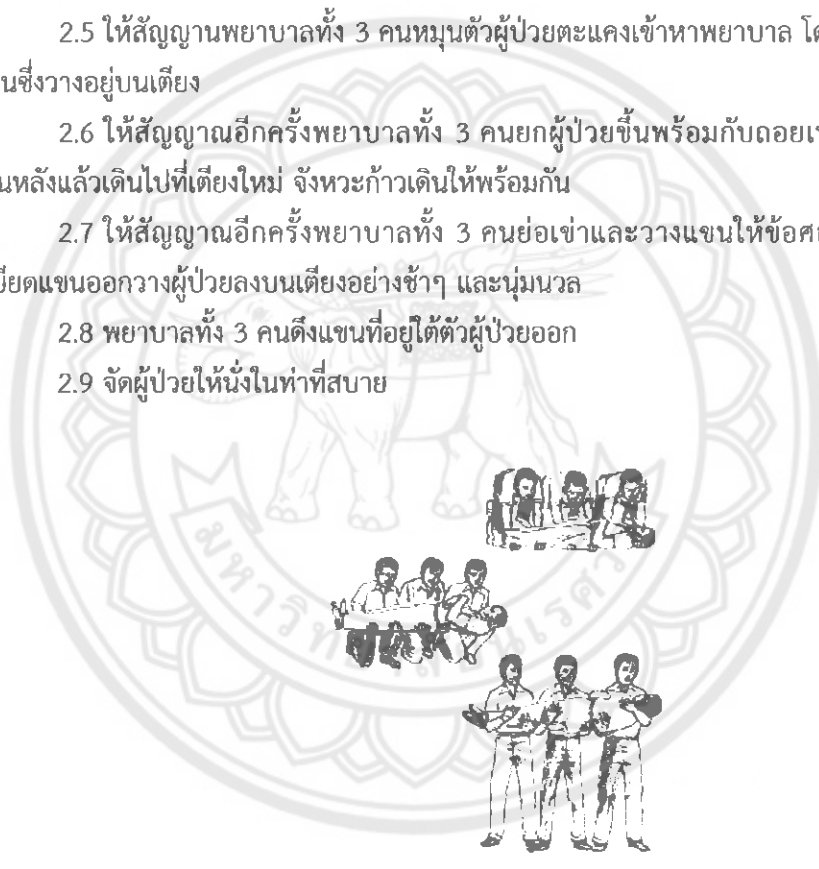 2.5 ให้สัญญานพยาบาลทั้ง 3 คนหมุนตัวผู้ป่วยตะแคงเข้าหาพยาบาล
นซึ่งวางอยู่บนเตียง
2.6 ให้สัญญาณอีกครั้งพยาบาลทั้ง 3 คนยกผู้ป่วยขึ้นพร้อมกับถอย
นหลังแล้วเดินไปที่เตียงใหม่ จังหวะก้าวเดินให้พร้อมกัน
2.7 ให้สัญญาณอีกครั้งพยาบาลทั้ง 3 คนย่อเข่าและวางแขนให้ข้อ
ยียดแขนออกวางผู้ป่วยลงบนเตียงอย่างช้าๆ และนุ่มนวล
2.8 พยาบาลทั้ง 3 คนดึงแขนที่อยู่ใต้ตัวผู้ป่วยออก
2.9 จัดผู้ป่วยให้นั่งในท่าที่สบาย